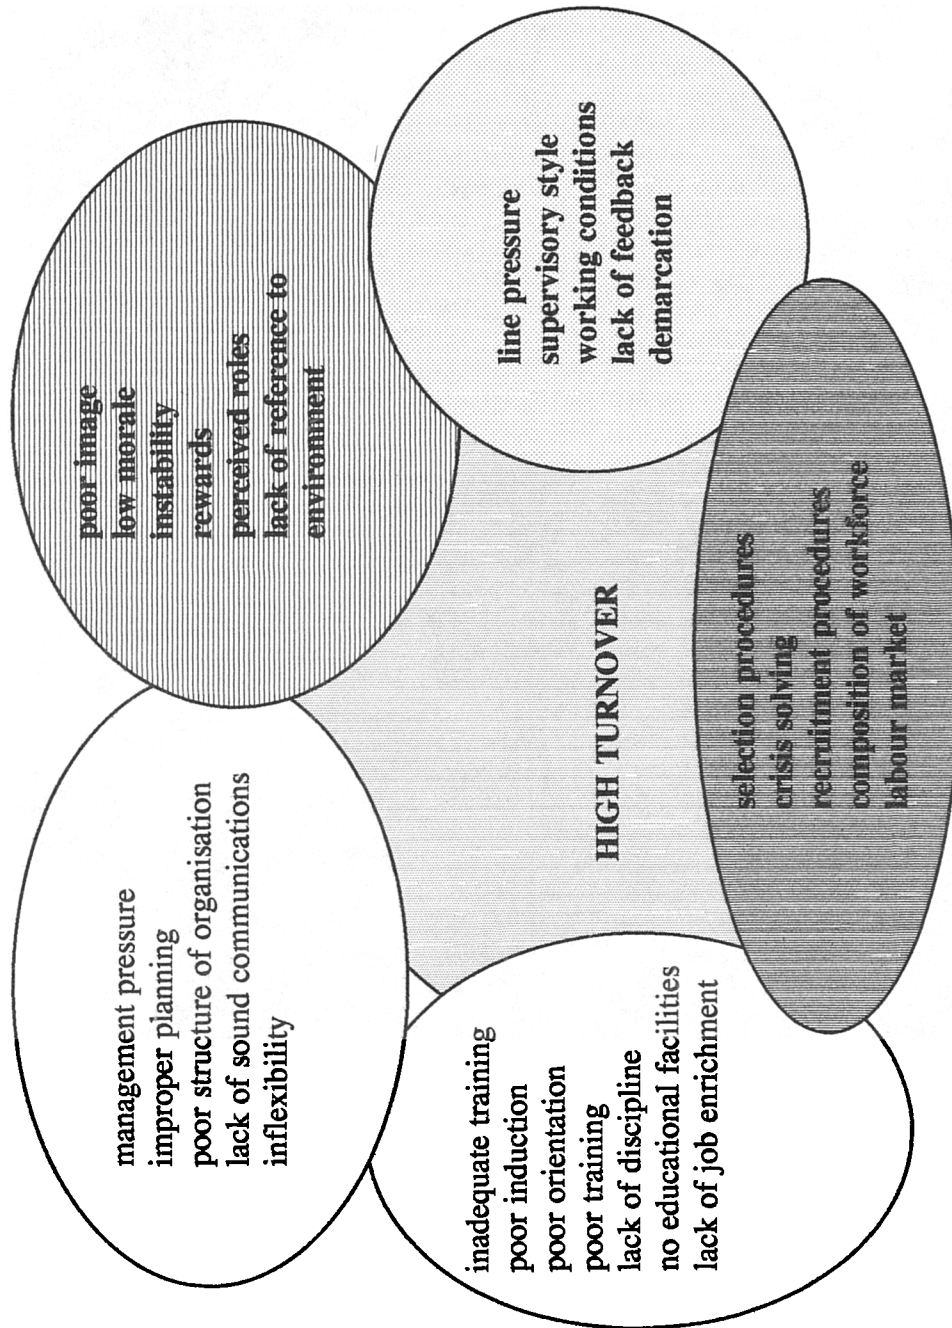 management pressure
improper planning
poor structure of organisation
lack of sound communications
inflexibility
poor image
low morale
instability
rewards
perceived roles
lack of reference to
environment
inadequate training
poor induction
poor orientation
poor training
lack of discipline
no educational facilities
lack of job enrichment
HIGH TURNOVER
line pressure
supervisory style
working conditions
lack of feedback
demarcation
selection procedures
crisis solving
recruitment procedures
composition of workforce
labour market